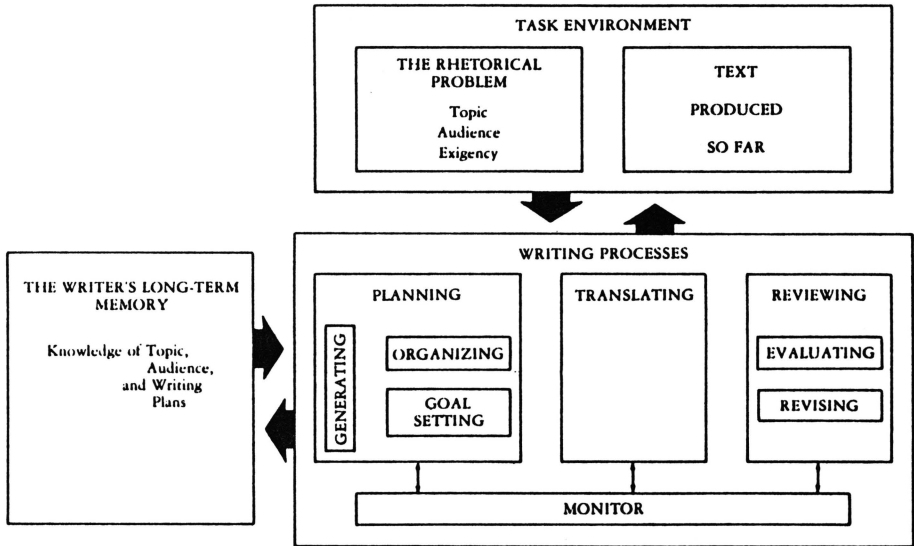 TASK ENVIRONMENT
THE RHETORICAL
PROBLEM
Topic
Audience
Exigency
TEXT
PRODUCED
SO FAR
THE WRITER'S LONG-TERM
MEMORY
Knowledge of Topic,
Audience,
and Writing
Plans
WRITING PROCESSES
PLANNING
GENERATING
ORGANIZING
GOAL
SETTING
TRANSLATING
REVIEWING
EVALUATING
REVISING
MONITOR